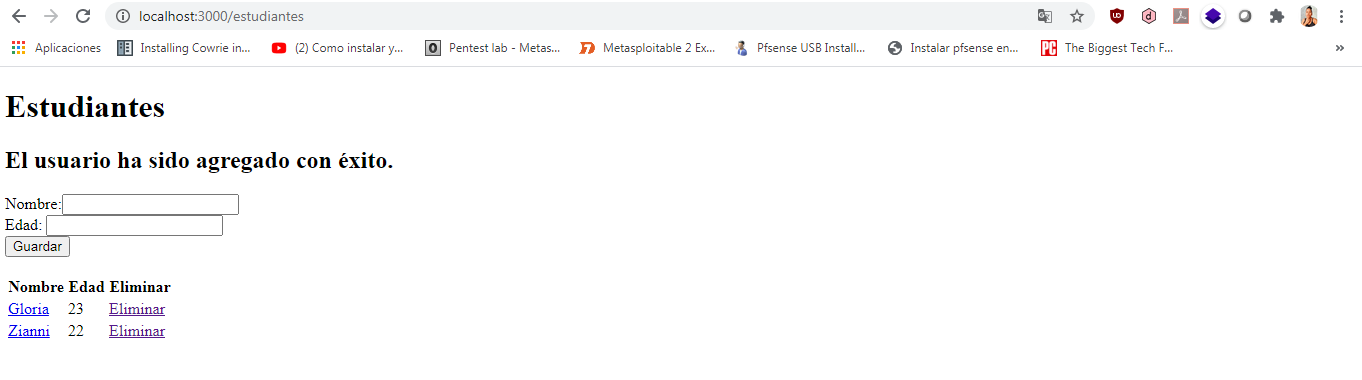 localhost:3000/estudiantes
Aplicaciones Installing Cowrie in... (2) Como instalar y... Pentest lab - Metas... Metasploitable 2 Ex... Pfsense USB Install... Instalar pfsense en... PC The Biggest Tech F... »
Estudiantes
El usuario ha sido agregado con éxito.
Nombre:
Edad:
Guardar
Nombre Edad Eliminar
Gloria 23 Eliminar
Zianni 22 Eliminar